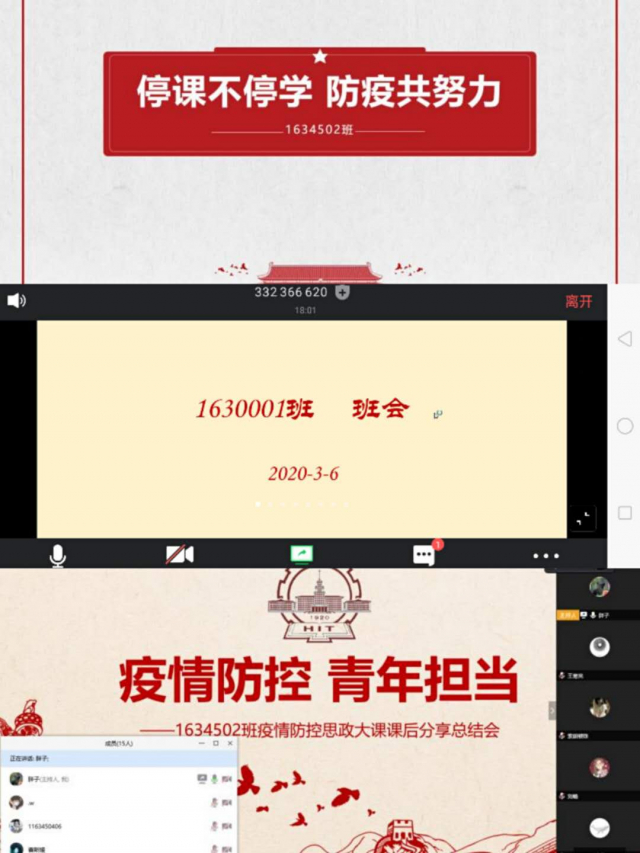 停课不停学 防疫共努力
1634502班
332 366 620
离开
18:01
1630001班 班会
2020-3-6
1
1920
HIT
疫情防控 青年担当
——1634502班疫情防控思政大课课后分享总结会
成员(15人)
正在讲话: 胖子;
胖子(主持人, 我)
1163450406
主持人
胖子